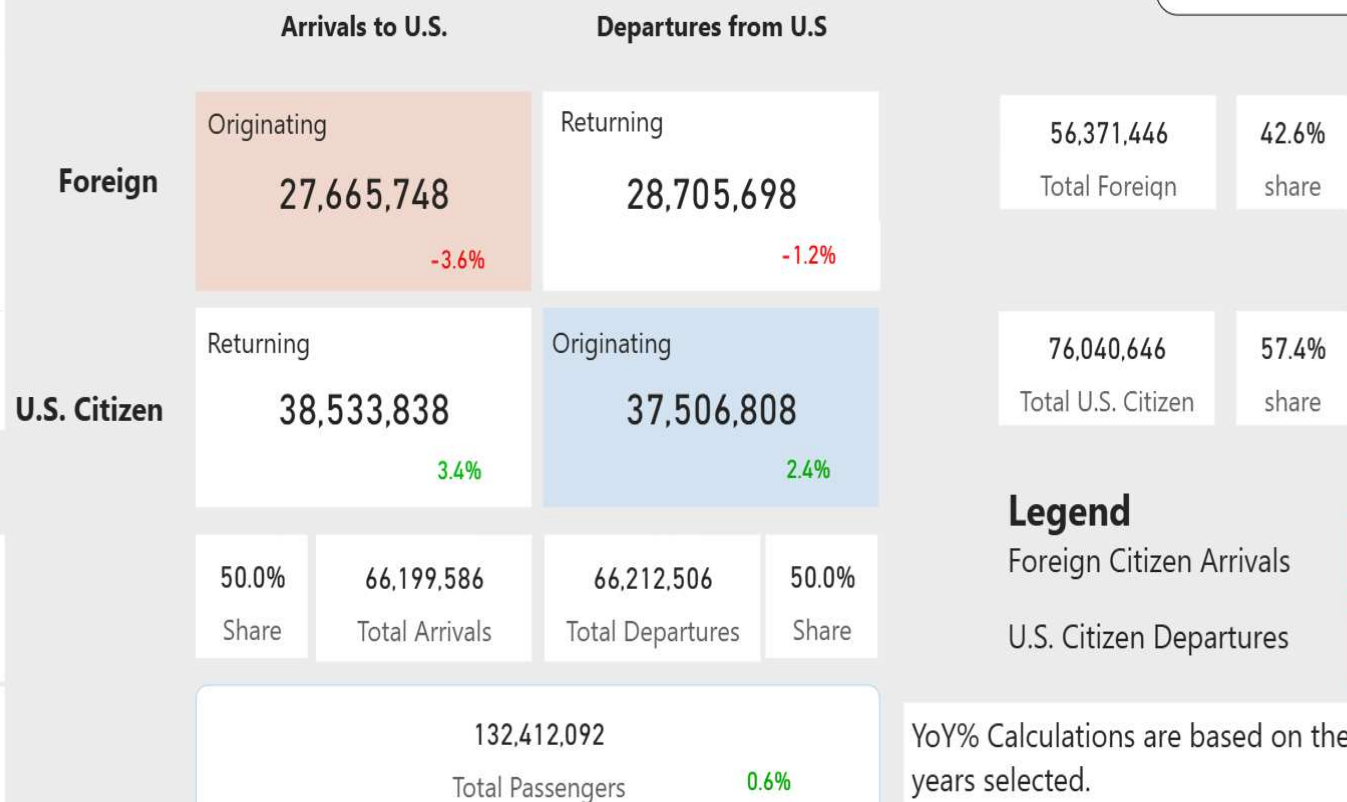 Arrivals to U.S.
Departures from U.S
Foreign
Originating
27,665,748
-3.6%
Returning
28,705,698
-1.2%
56,371,446
Total Foreign
42.6%
share
U.S. Citizen
Returning
38,533,838
3.4%
Originating
37,506,808
2.4%
76,040,646
Total U.S. Citizen
57.4%
share
50.0%
Share
66,199,586
Total Arrivals
66,212,506
Total Departures
50.0%
Share
Legend
Foreign Citizen Arrivals
U.S. Citizen Departures
132,412,092
Total Passengers
0.6%
YoY% Calculations are based on the
years selected.